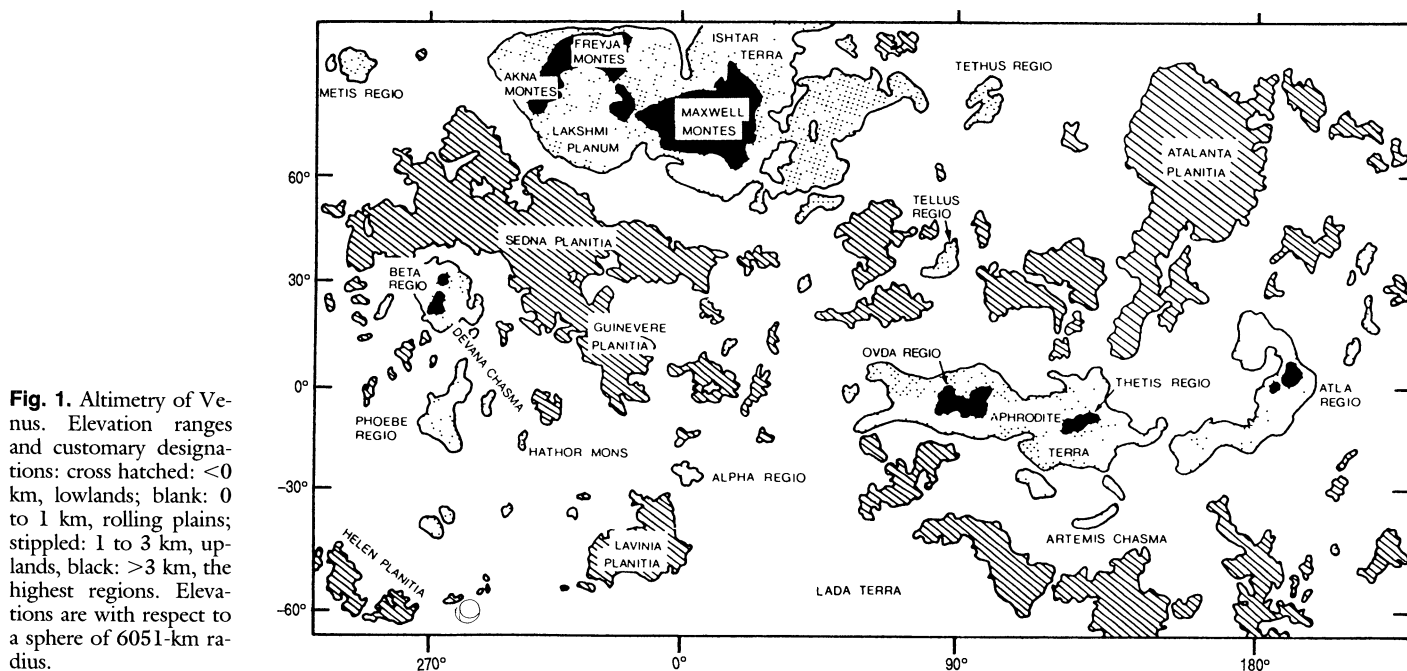 Fig. 1. Altimetry of Ve-
nus. Elevation ranges
and customary designa-
tions: cross hatched: <0
km, lowlands; blank: 0
to 1 km, rolling plains;
stippled: 1 to 3 km, up-
lands, black: >3 km, the
highest regions. Eleva-
tions are with respect to
a sphere of 6051-km ra-
dius.
METIS REGIO
FREYJA
MONTES
AKNA
MONTES
LAKSHMI
PLANUM
ISHTAR
TERRA
MAXWELL
MONTES
TETHUS REGIO
ATALANTA
PLANITIA
60°
TELLUS
REGIO
SEDNA PLANITIA
BETA
REGIO
30°
DEVANA CHASMA
GUINEVERE
PLANITIA
OVDA REGIO
THETIS REGIO
0°
ATLA
REGIO
APHRODITE
TERRA
PHOEBE
REGIO
HATHOR MONS
ALPHA REGIO
-30°
HELEN PLANITIA
LAVINIA
PLANITIA
ARTEMIS CHASMA
LADA TERRA
-60°
270°
0°
90°
180°